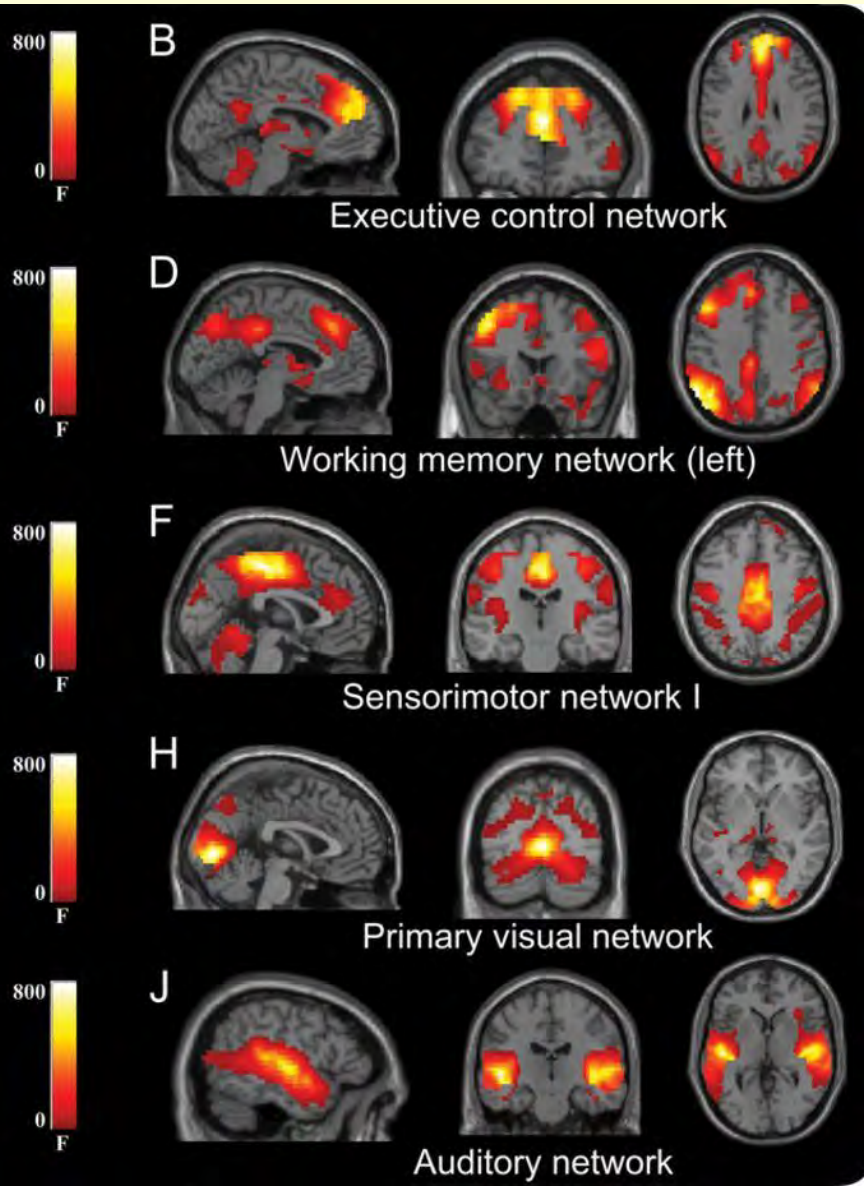 800
B
0
F
Executive control network
800
D
0
F
Working memory network (left)
800
F
0
F
Sensorimotor network I
800
H
0
F
Primary visual network
800
J
0
F
Auditory network